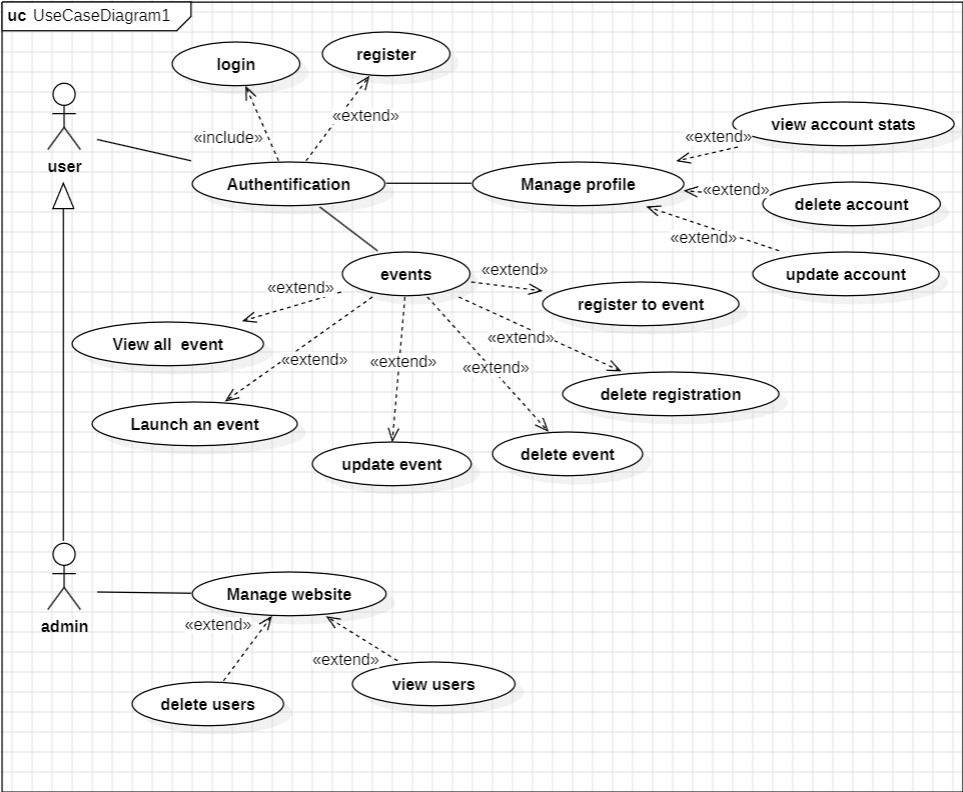 uc UseCaseDiagram1
login
register
«include»
«extend»
user
Authentification
Manage profile
«extend»
view account stats
«extend»
delete account
«extend»
update account
events
«extend»
register to event
«extend»
View all  event
«extend»
Launch an event
«extend»
update event
«extend»
delete event
«extend»
delete registration
admin
Manage website
«extend»
delete users
«extend»
view users